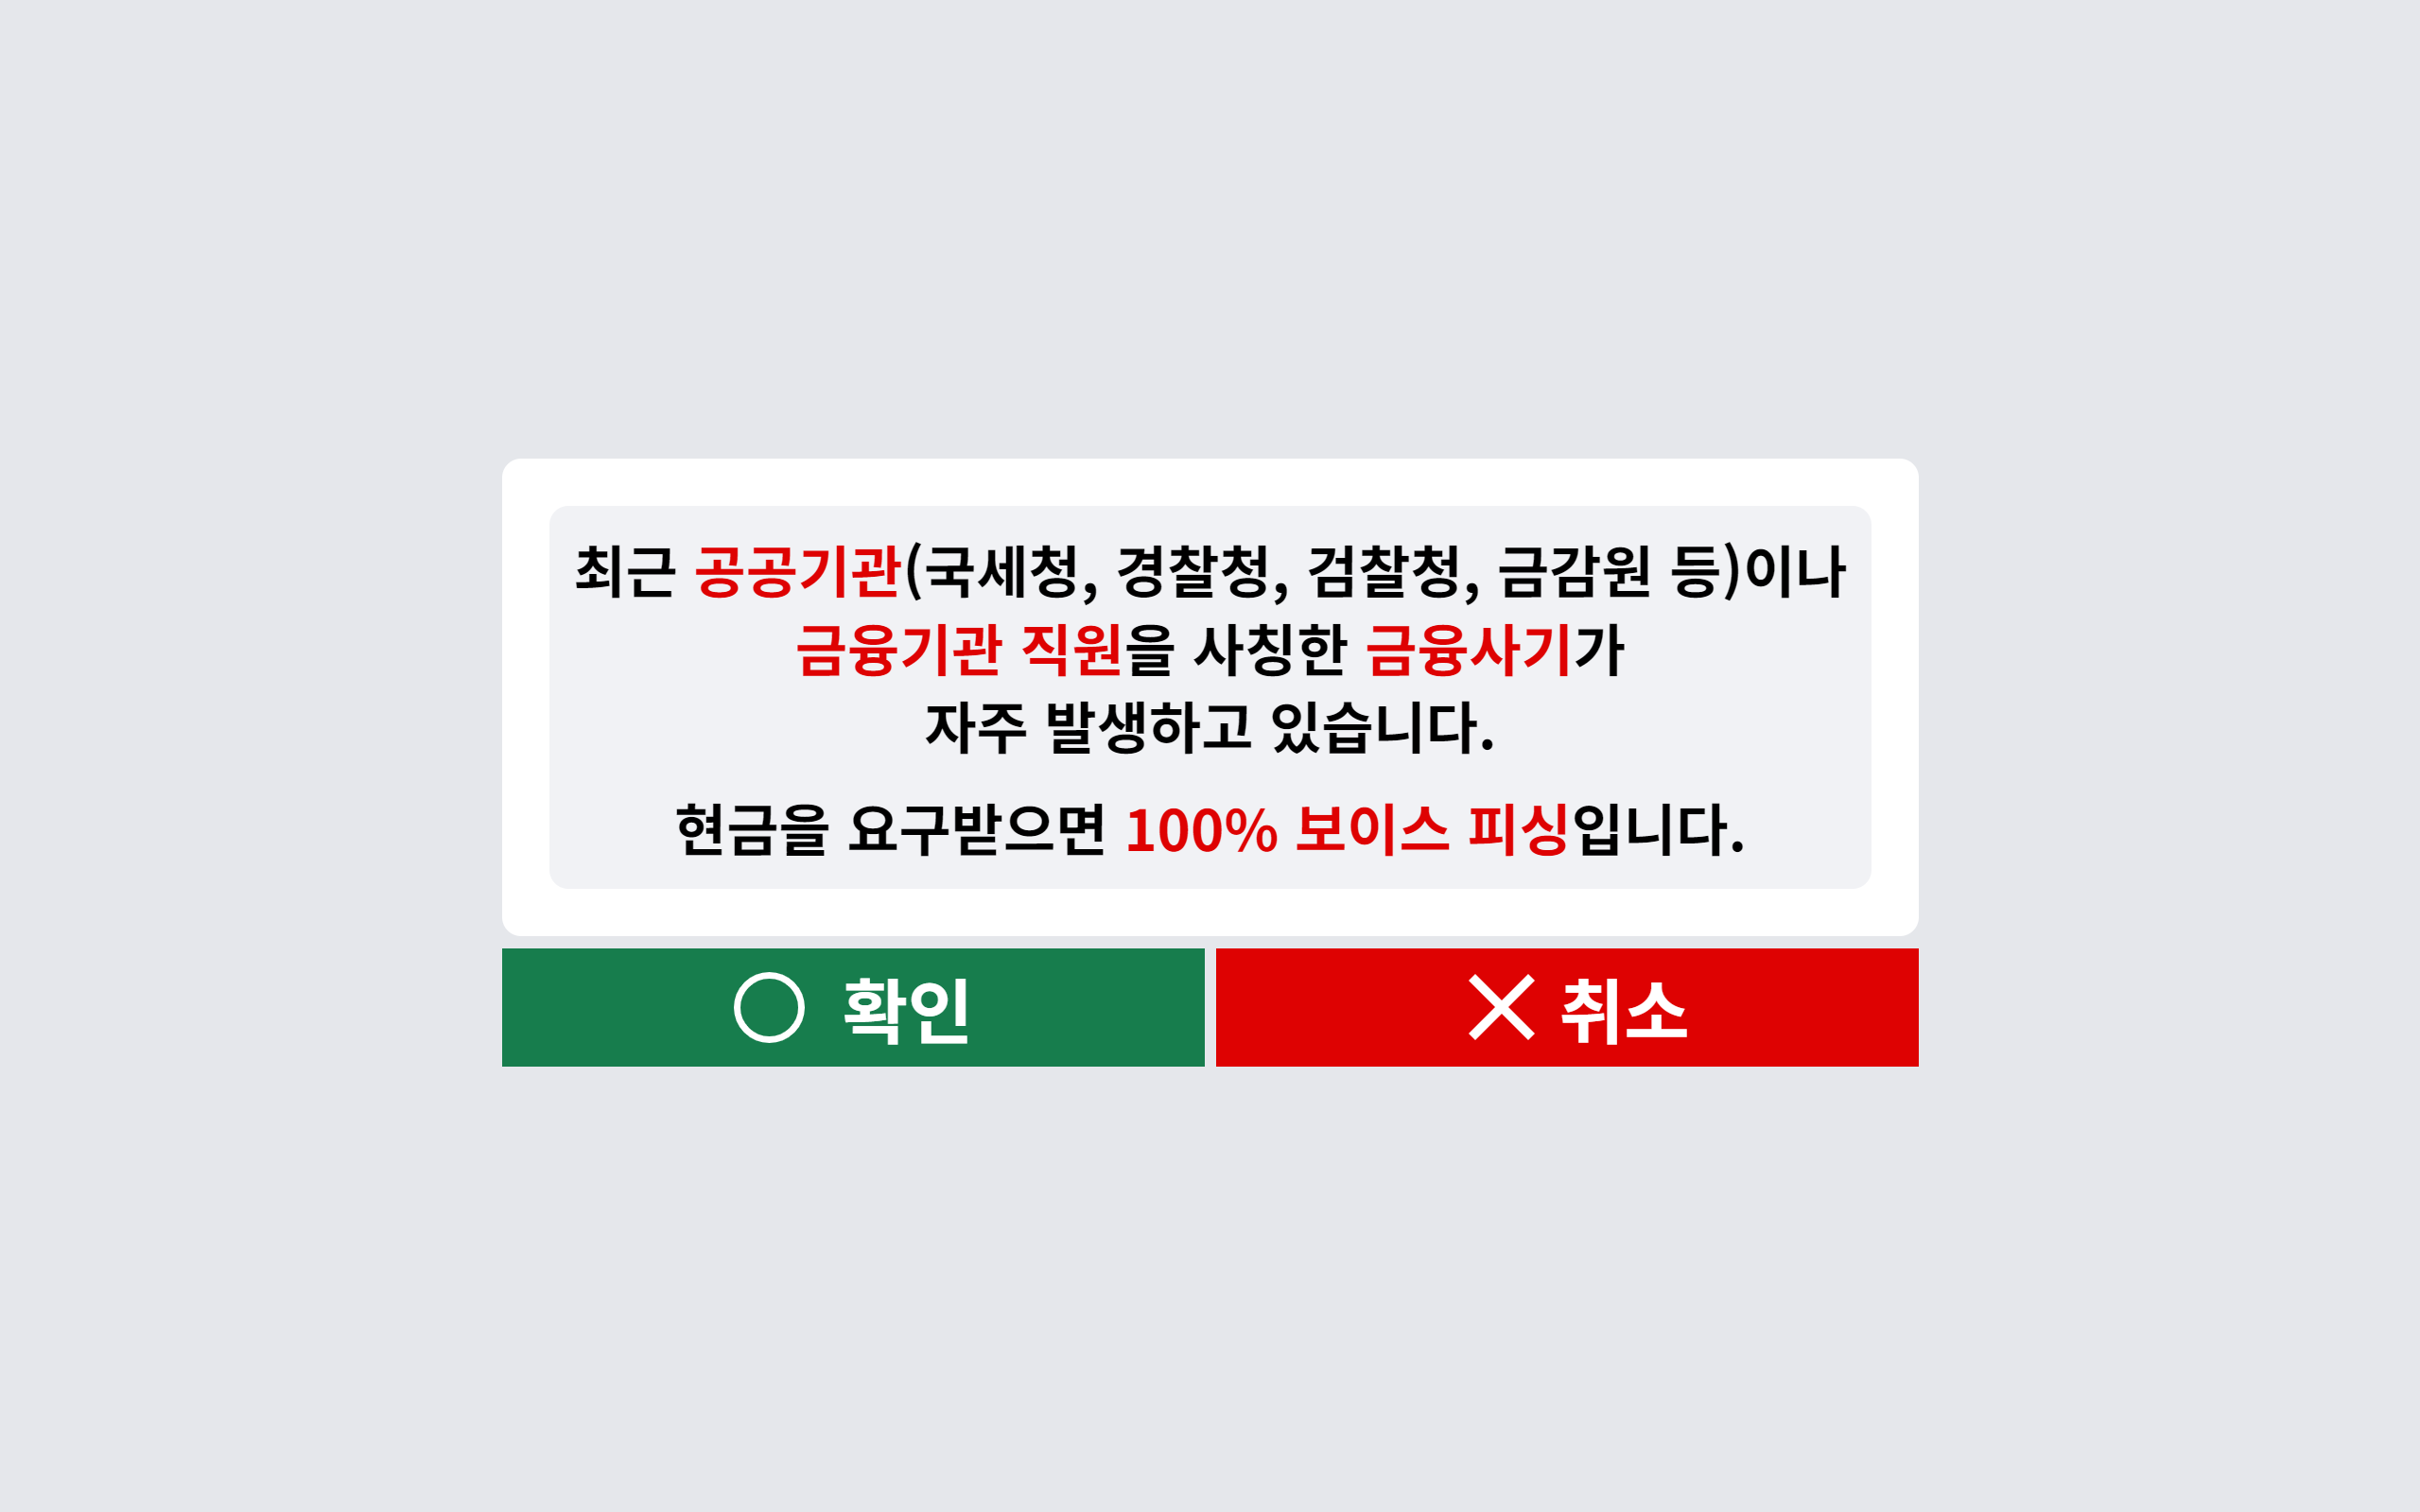 최근 공공기관(국세청, 경찰청, 검찰청, 금감원 등)이나
금융기관 직원을 사칭한 금융사기가
자주 발생하고 있습니다.
현금을 요구받으면 100% 보이스 피싱입니다.
확인
취소